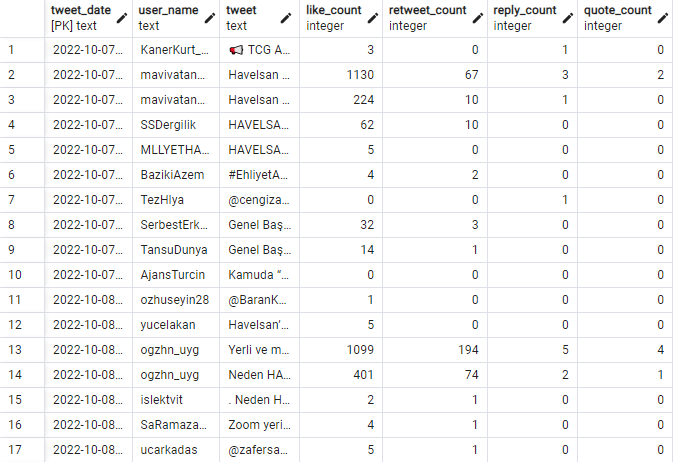 tweet_date user_name tweet like_count retweet_count reply_count quote_count
[PK] text text text integer integer integer integer
1 2022-10-07... KanerKurt_... 📢 TCG A... 3 0 1 0
2 2022-10-07... mavivatan... Havelsan ... 1130 67 3 2
3 2022-10-07... mavivatan... Havelsan ... 224 10 1 0
4 2022-10-07... SSDergilik HAVELSA... 62 10 0 0
5 2022-10-07... MLLYETHA... HAVELSA... 5 0 0 0
6 2022-10-07... BazikiAzem #EhliyetA... 4 2 0 0
7 2022-10-07... TezHlya @cengiza... 0 0 1 0
8 2022-10-07... SerbestErk... Genel Baş... 32 3 0 0
9 2022-10-07... TansuDunya Genel Baş... 14 1 0 0
10 2022-10-07... AjansTurcin Kamuda “... 0 0 0 0
11 2022-10-08... ozhuseyin28 @BaranK... 1 0 0 0
12 2022-10-08... yucelakan Havelsan’... 5 0 0 0
13 2022-10-08... ogzhn_uyg Yerli ve m... 1099 194 5 4
14 2022-10-08... ogzhn_uyg Neden HA... 401 74 2 1
15 2022-10-08... islektvit . Neden H... 2 1 0 0
16 2022-10-08... SaRamaza... Zoom yeri... 4 1 0 0
17 2022-10-08... ucarkadas @zafersa... 5 1 0 0